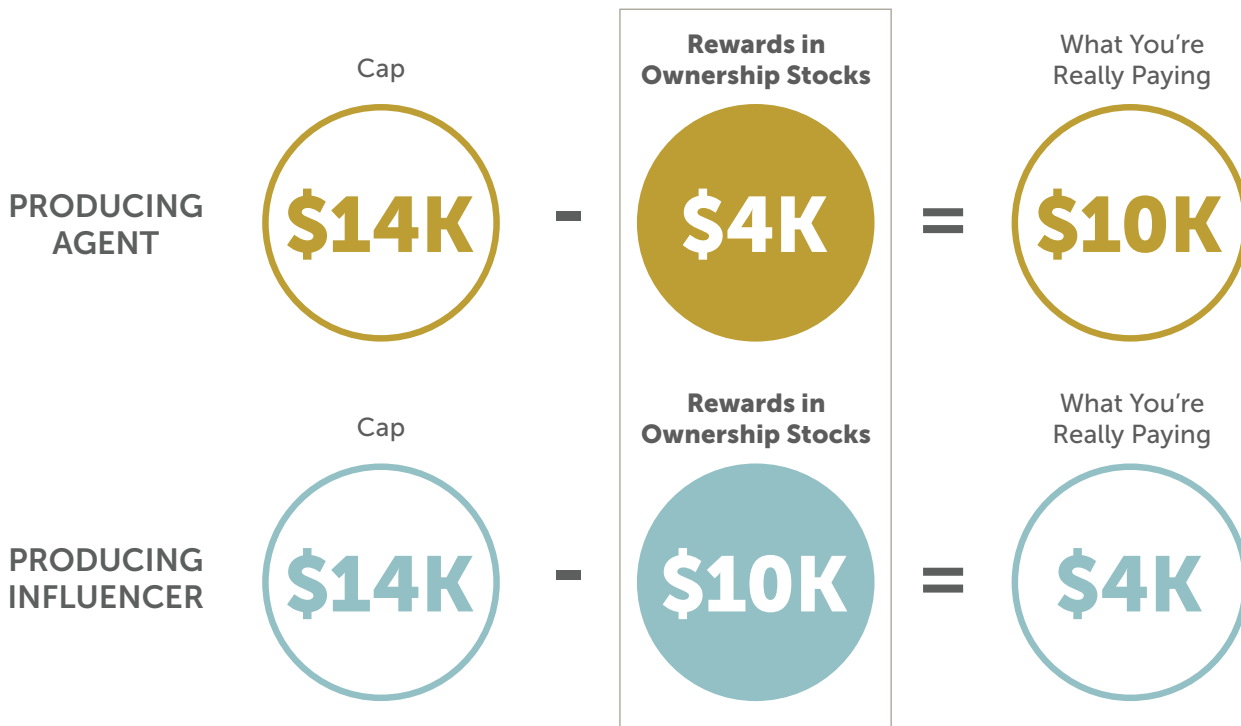 Cap
Rewards in
Ownership Stocks
What You're
Really Paying
PRODUCING
AGENT
$14K
-
$4K
=
$10K
Cap
Rewards in
Ownership Stocks
What You're
Really Paying
PRODUCING
INFLUENCER
$14K
-
$10K
=
$4K